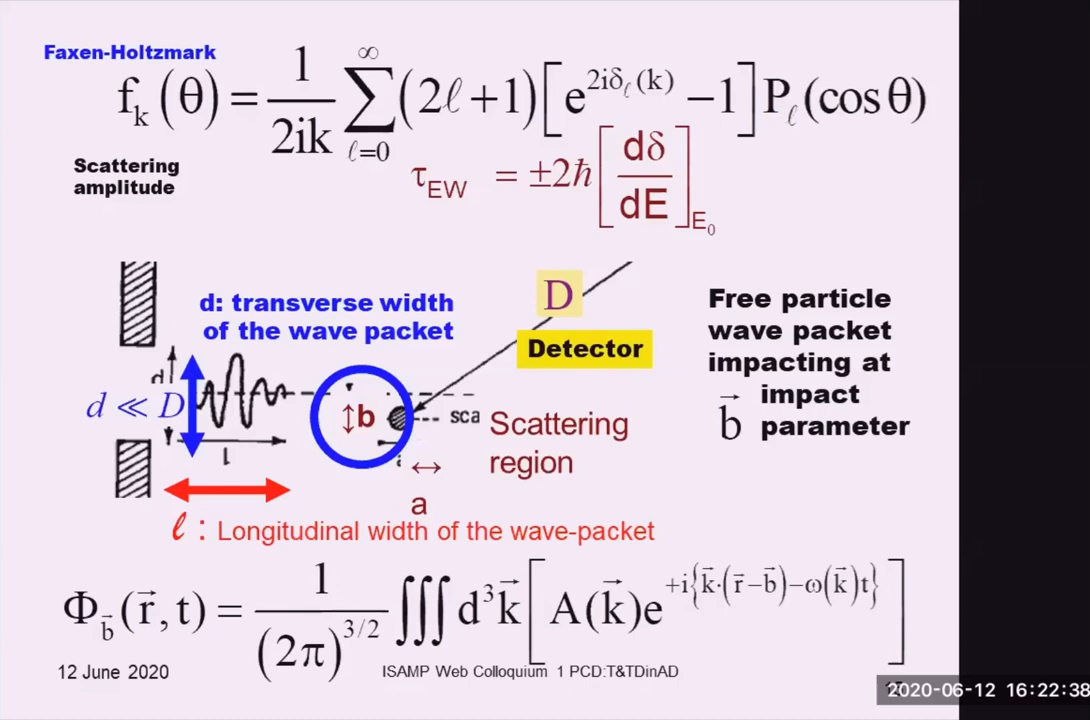 Faxen-Holtzmark
f_k(θ) = 1/2ik ∑_{ℓ=0}^{∞} (2ℓ+1)[e^{2iδ_ℓ(k)} −1]P_ℓ(cosθ)
Scattering
amplitude
τ_EW = ±2ħ[dδ/dE]_{E₀}
d: transverse width
of the wave packet
D
Detector
Free particle
wave packet
impacting at
impact
b⃗ parameter
d
d ≪ D
↕b
sca
Scattering
region
l
↔
a
ℓ : Longitudinal width of the wave-packet
Φ_b⃗(r⃗,t) = 1/(2π)^{3/2} ∭d³k⃗[A(k⃗)e^{+i{k⃗·(r⃗−b⃗)−ω(k⃗)t}}]
12 June 2020
ISAMP Web Colloquium 1 PCD:T&TDinAD
2020-06-12 16:22:38